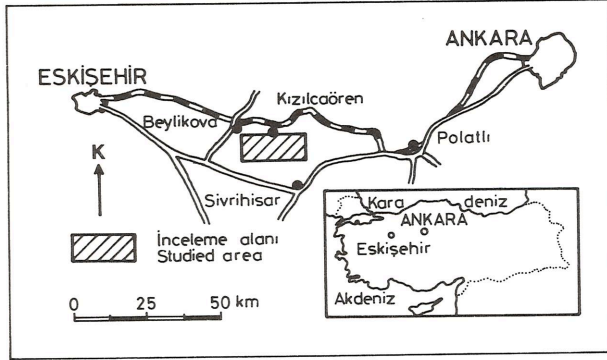 ANKARA
ESKİŞEHİR
Kızılcaören
Beylikova
Polatlı
K
Sivrihisar
Kara deniz
ANKARA
Eskişehir
Akdeniz
İnceleme alanı
Studied area
0 25 50 km